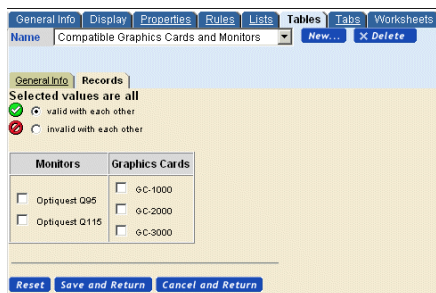 General Info Display Properties Rules Lists Tables Tabs Worksheets
Name Compatible Graphics Cards and Monitors New... X Delete
General Info Records
Selected values are all
valid with each other
invalid with each other
Monitors Graphics Cards
Optiquest Q95
Optiquest Q115
GC-1000
GC-2000
GC-3000
Reset Save and Return Cancel and Return